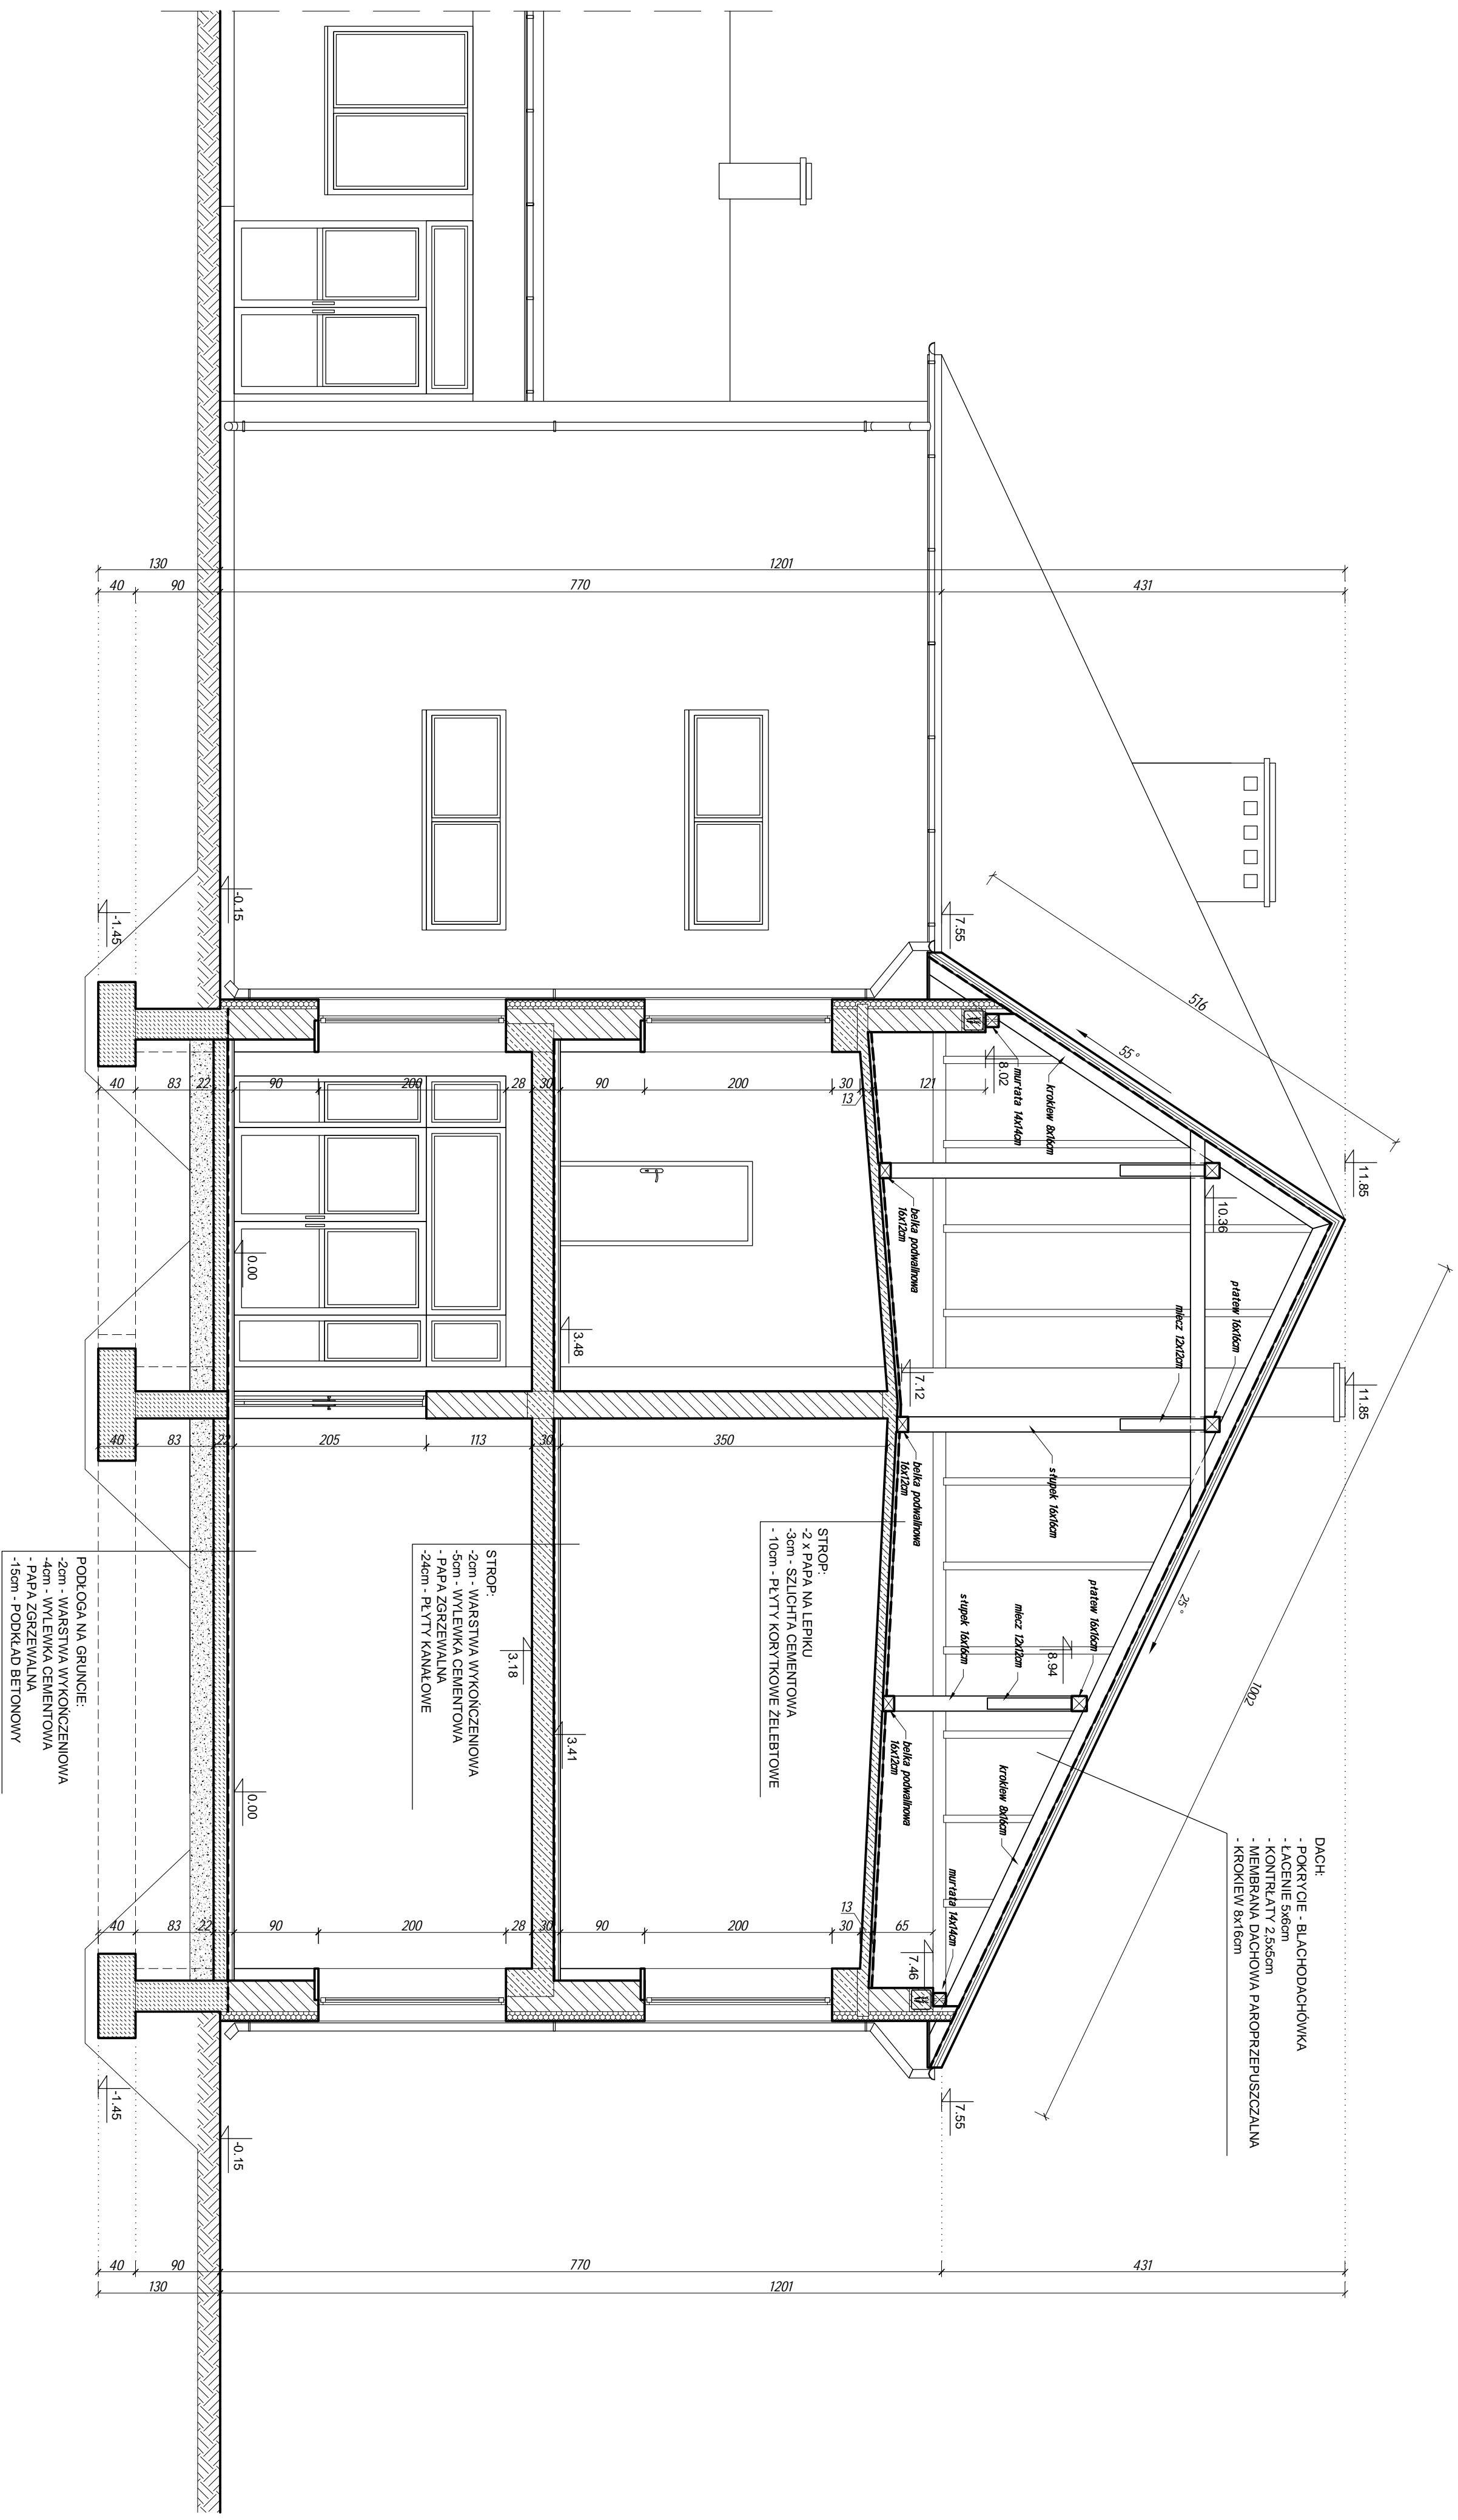 DACH:
- POKRYCIE - BLACHODACHÓWKA
- ŁACENIE 5x6cm
- KONTRŁATY 2,5x5cm
- MEMBRANA DACHOWA PAROPRZEPUSZCZALNA
- KROKIEW 8x16cm
516
55°
1002
25°
11.85
11.85
10.36
8.94
8.02
7.55
7.55
7.46
7.12
krokiew 8x16cm
murłata 14x14cm
płatew 16x16cm
miecz 12x12cm
słupek 16x16cm
belka podwalinowa
16x12cm
belka podwalinowa
16x12cm
płatew 16x16cm
miecz 12x12cm
słupek 16x16cm
belka podwalinowa
16x12cm
krokiew 8x16cm
murłata 14x14cm
STROP:
-2 x PAPA NA LEPIKU
-3cm - SZLICHTA CEMENTOWA
- 10cm - PŁYTY KORYTKOWE ŻELEBTOWE
STROP:
-2cm - WARSTWA WYKOŃCZENIOWA
-5cm - WYLEWKA CEMENTOWA
- PAPA ZGRZEWALNA
-24cm - PŁYTY KANAŁOWE
PODŁOGA NA GRUNCIE:
-2cm - WARSTWA WYKOŃCZENIOWA
-4cm - WYLEWKA CEMENTOWA
- PAPA ZGRZEWALNA
-15cm - PODKŁAD BETONOWY
3.48
3.41
3.18
0.00
0.00
-0.15
-0.15
-1.45
-1.45
1201
130
431
770
90
40
121
13
30
200
90
30
28
200
90
22
83
40
350
30
113
205
22
83
40
65
13
30
200
90
30
28
200
90
22
83
40
431
770
90
40
1201
130